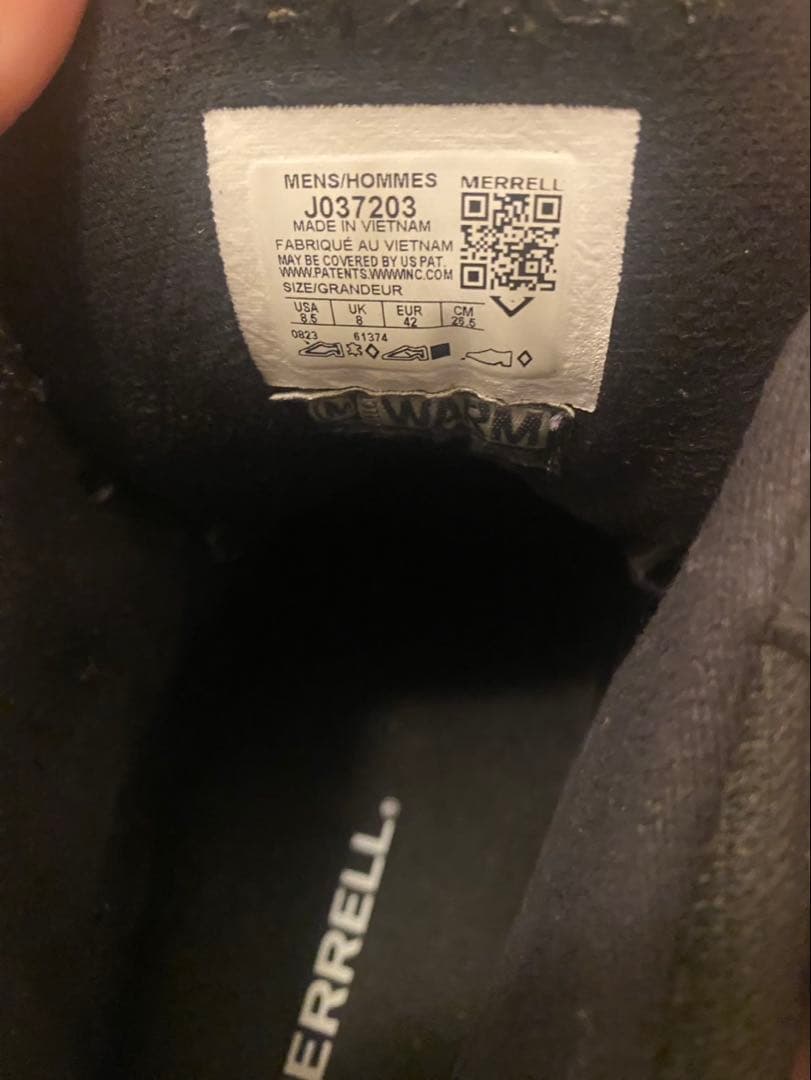 MENS/HOMMES
MERRELL
J037203
MADE IN VIETNAM
FABRIQUÉ AU VIETNAM
MAY BE COVERED BY US PAT.
WWW.PATENTS.WWWINC.COM
SIZE/GRANDEUR
USA UK EUR CM
8.5 8 42 26.5
0823 61374
M WARM
ERRELL®